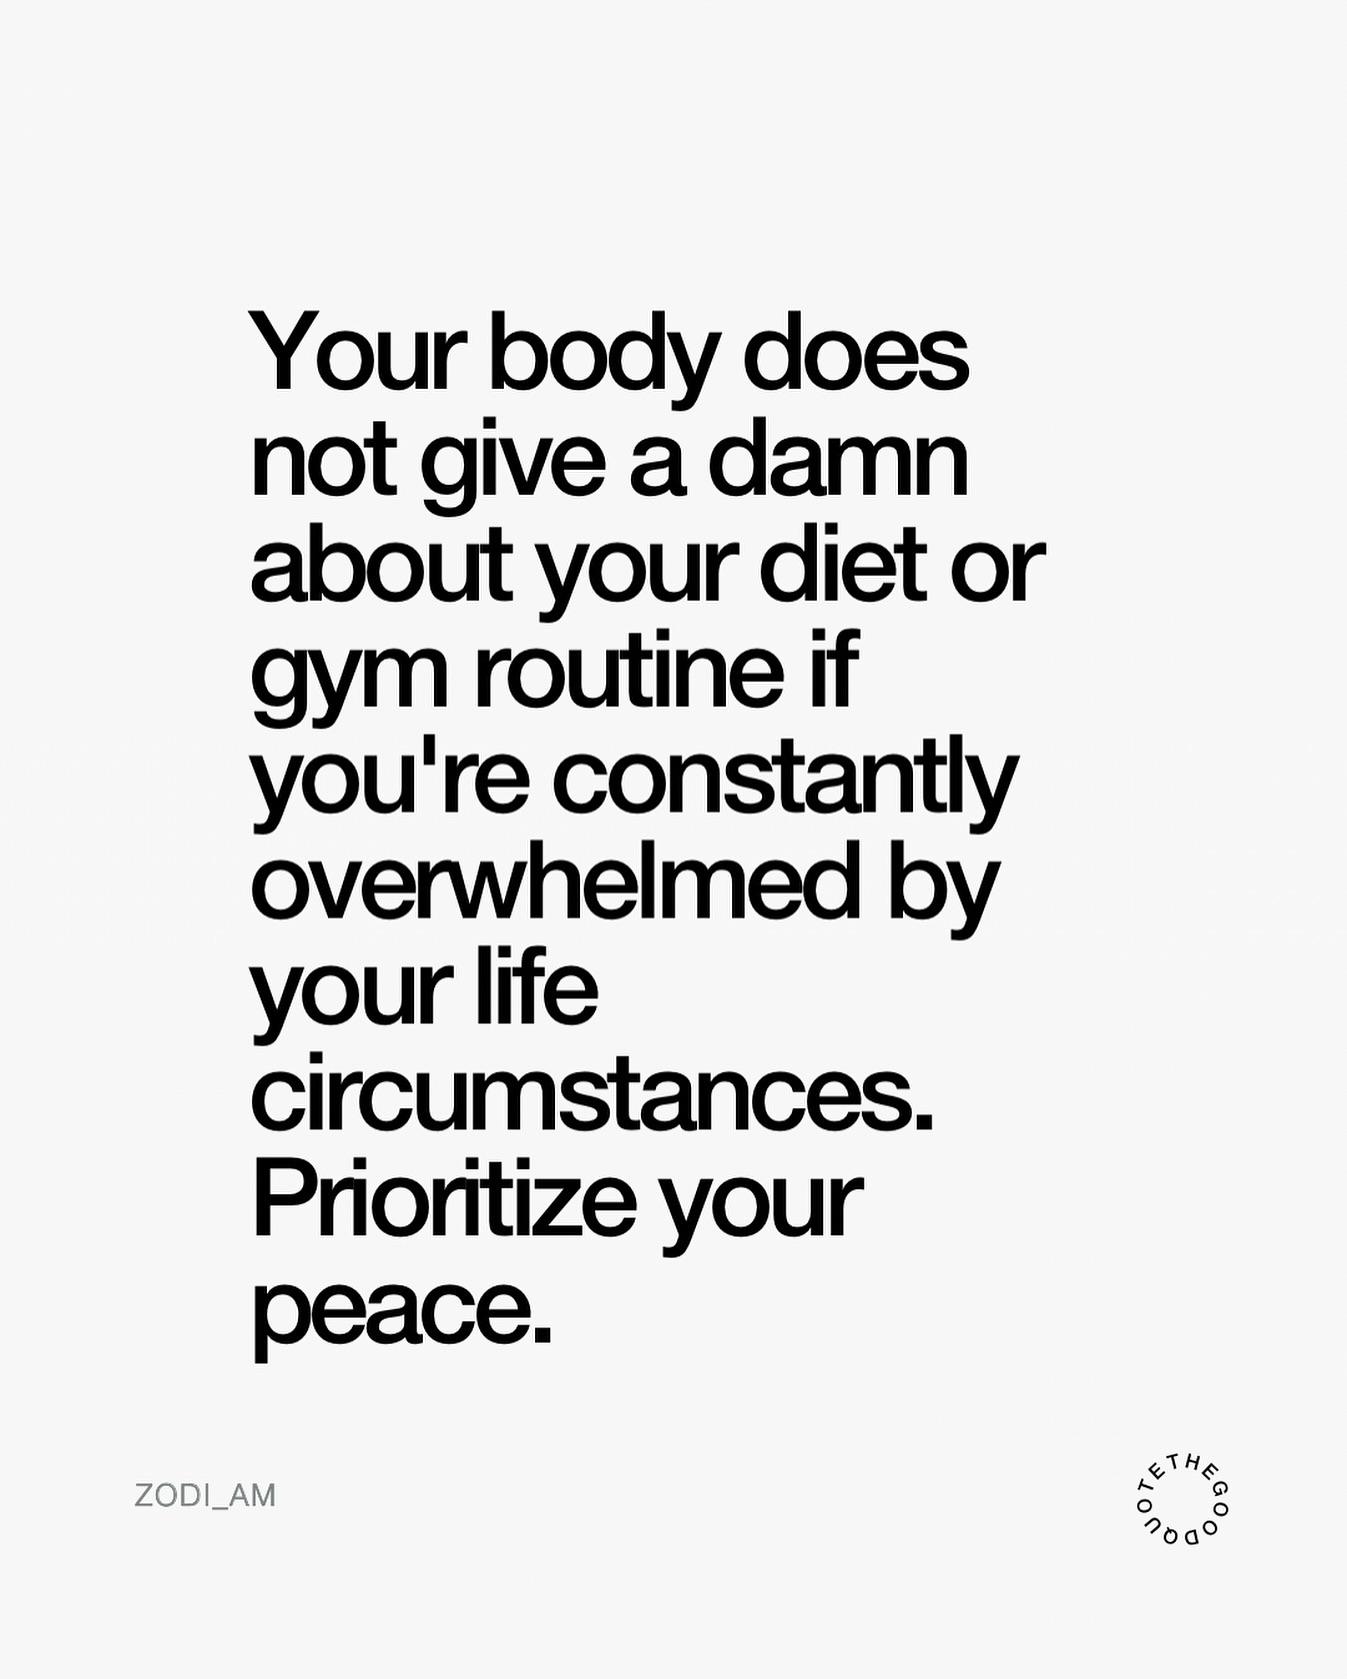 Your body does
not give a damn
about your diet or
gym routine if
you're constantly
overwhelmed by
your life
circumstances.
Prioritize your
peace.
ZODI_AM
THEGOODQUOTE